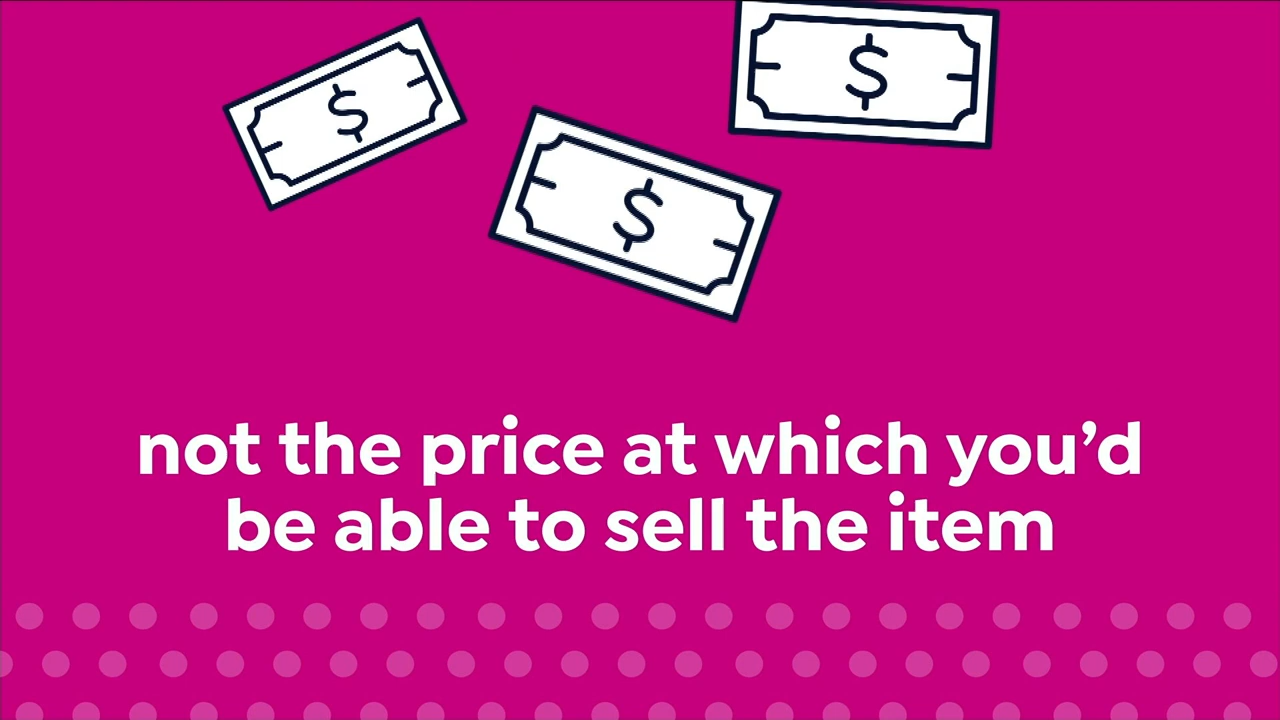 $
$
$
not the price at which you’d
be able to sell the item